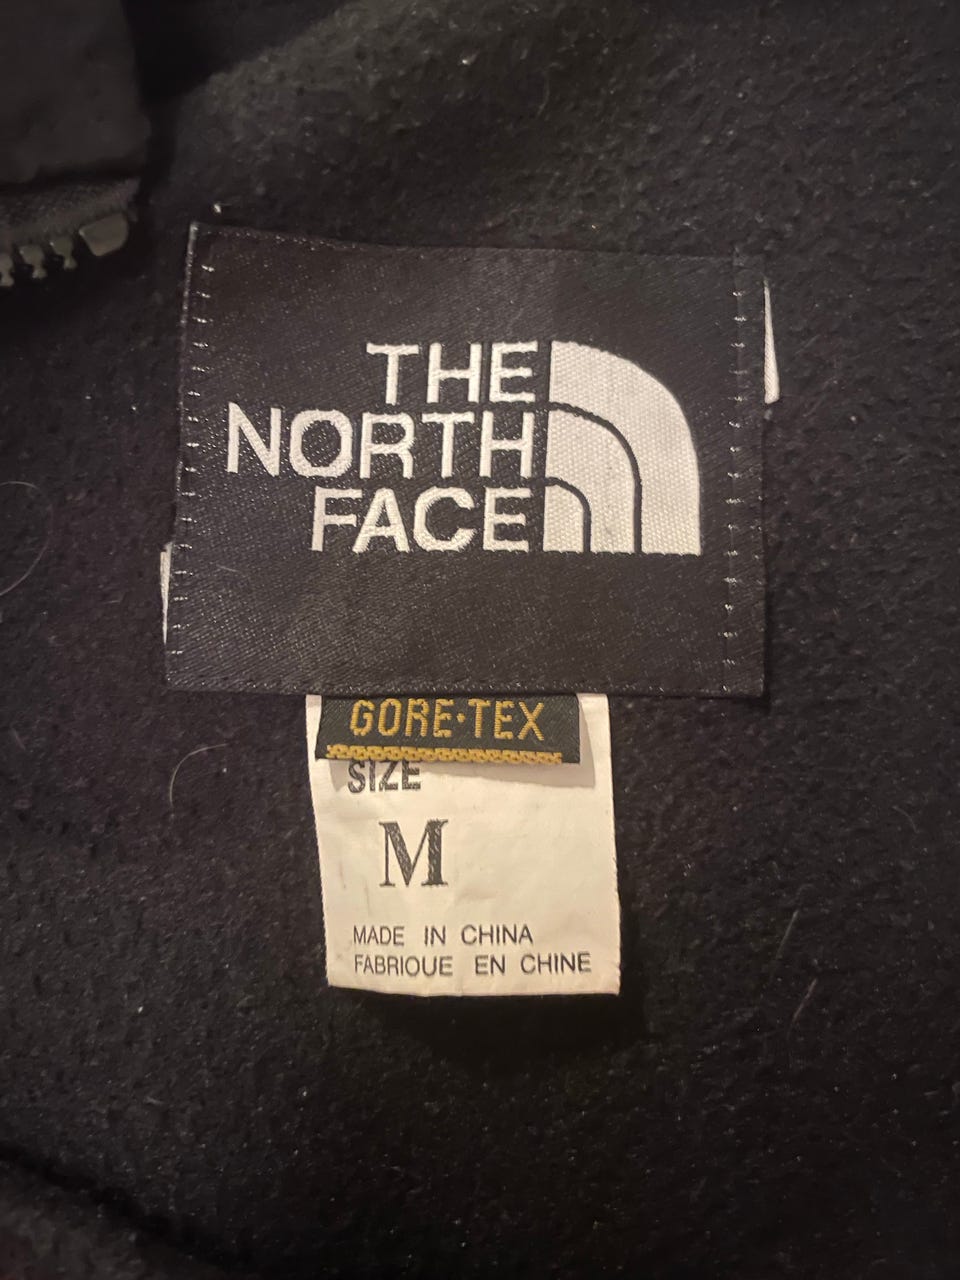 THE
NORTH
FACE
GORE-TEX
SIZE
M
MADE IN CHINA
FABRIOUE EN CHINE